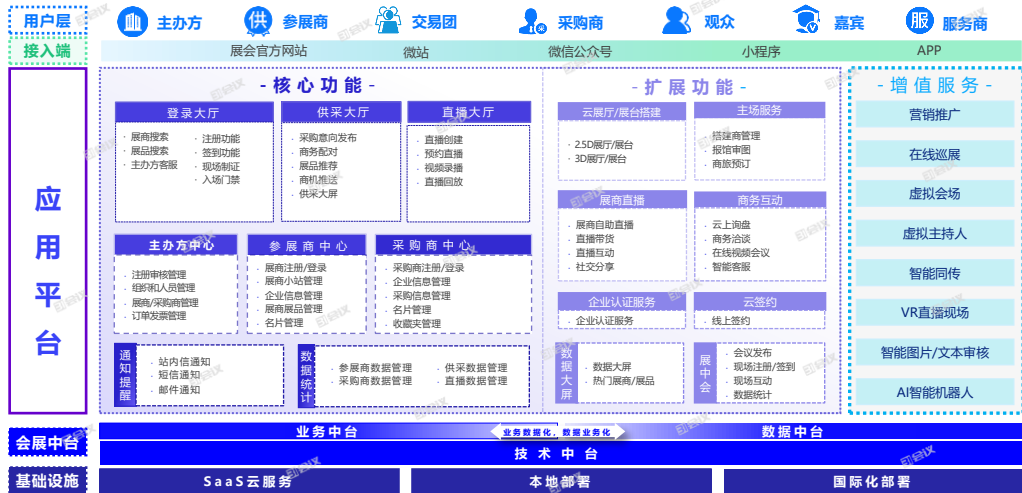 用户层
主办方
供
参展商
交易团
采购商
观众
嘉宾
服
服务商
接入端
展会官方网站
微站
微信公众号
小程序
APP
应用平台
-核心功能-
登录大厅
· 展商搜索
· 展品搜索
· 主办方客服
· 注册功能
· 签到功能
· 现场制证
· 入场门禁
供采大厅
· 采购意向发布
· 商务配对
· 展品推荐
· 商机推送
· 供采大屏
直播大厅
· 直播创建
· 预约直播
· 视频录播
· 直播回放
主办方中心
· 注册审核管理
· 组织和人员管理
· 展商/采购商管理
· 订单发票管理
参展商中心
· 展商注册/登录
· 展商小站管理
· 企业信息管理
· 展商展品管理
· 名片管理
采购商中心
· 采购商注册/登录
· 企业信息管理
· 采购信息管理
· 名片管理
· 收藏夹管理
通知提醒
· 站内信通知
· 短信通知
· 邮件通知
数据统计
· 参展商数据管理
· 采购商数据管理
· 供采数据管理
· 直播数据管理
-扩展功能-
云展厅/展台搭建
· 2.5D展厅/展台
· 3D展厅/展台
主场服务
· 搭建商管理
· 报馆审图
· 商旅预订
展商直播
· 展商自助直播
· 直播带货
· 直播互动
· 社交分享
商务互动
· 云上询盘
· 商务洽谈
· 在线视频会议
· 智能客服
企业认证服务
· 企业认证服务
云签约
· 线上签约
数据大屏
· 数据大屏
· 热门展商/展品
展中会
· 会议发布
· 现场注册/签到
· 现场互动
· 数据统计
-增值服务-
营销推广
在线巡展
虚拟会场
虚拟主持人
智能同传
VR直播现场
智能图片/文本审核
AI智能机器人
会展中台
业务中台
业务数据化，数据业务化
数据中台
技术中台
基础设施
SaaS云服务
本地部署
国际化部署